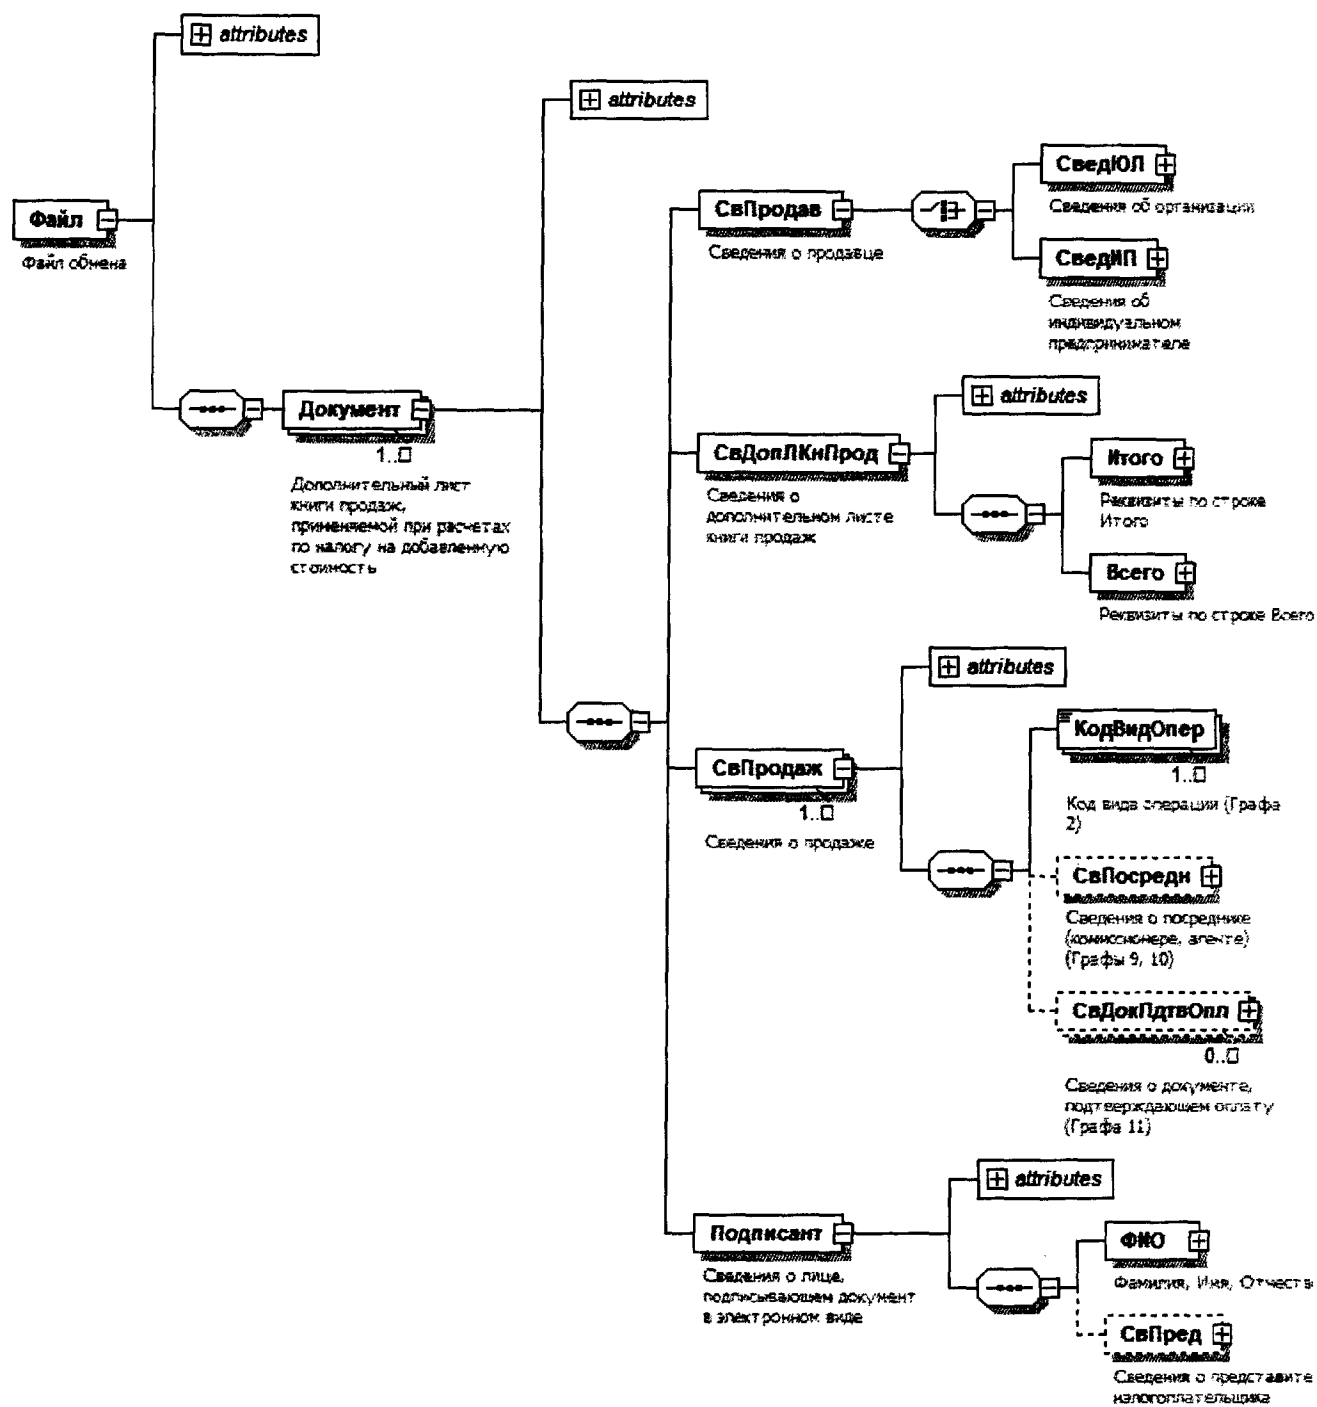 attributes
attributes
СведЮЛ
Сведения об организации
СвПродав
Сведения о продавце
Файл
Файл обмена
СведИП
Сведения об
индивидуальном
предпринимателе
attributes
Документ
1..
Дополнительный лист
книги продаж,
применяемой при расчетах
по налогу на добавленную
стоимость
СвДопЛКнПрод
Сведения о
дополнительном листе
книги продаж
Итого
Реквизиты по строке
Итого
Всего
Реквизиты по строке Всего
attributes
КодВидОпер
1..
Код вида операции (Графа
2)
СвПродаж
1..
Сведения о продаже
СвПосредн
Сведения о посреднике
(комиссионере, агенте)
(Графы 9, 10)
СвДокПдтвОпл
0..
Сведения о документе,
подтверждающем оплату
(Графа 11)
attributes
Подписант
Сведения о лице,
подписывающем документ
в электронном виде
ФИО
Фамилия, Имя, Отчеств
СвПред
Сведения о представите
налогоплательщика